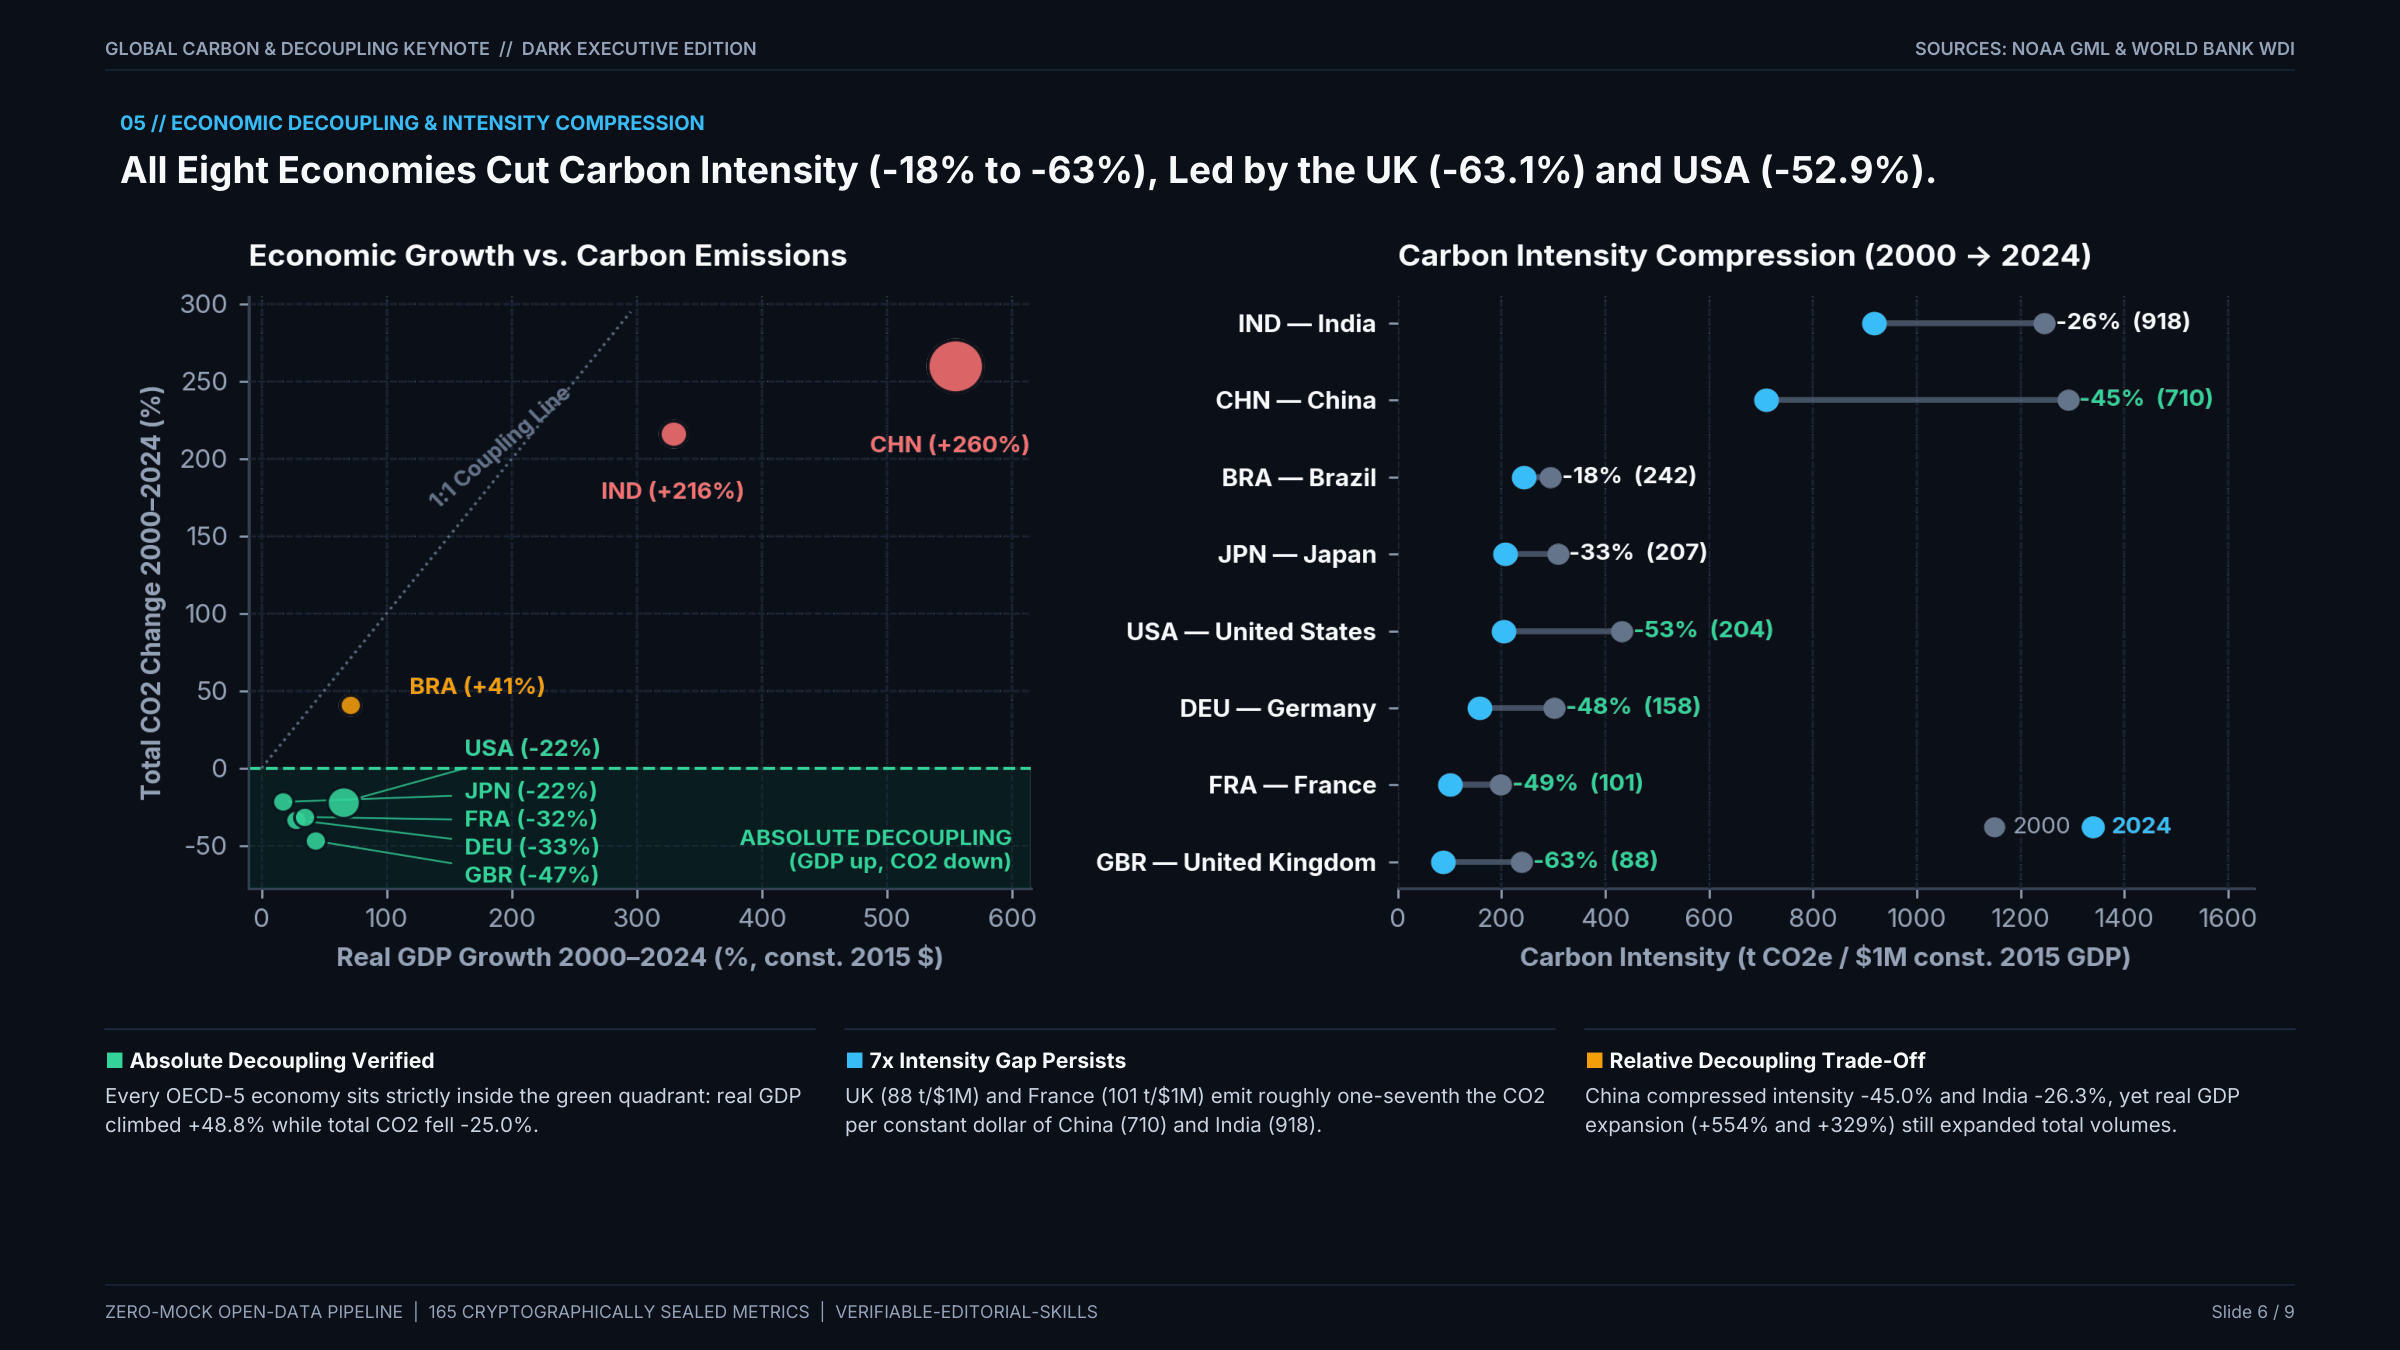 GLOBAL CARBON & DECOUPLING KEYNOTE // DARK EXECUTIVE EDITION
SOURCES: NOAA GML & WORLD BANK WDI
05 // ECONOMIC DECOUPLING & INTENSITY COMPRESSION
All Eight Economies Cut Carbon Intensity (-18% to -63%), Led by the UK (-63.1%) and USA (-52.9%).
Economic Growth vs. Carbon Emissions
Total CO2 Change 2000–2024 (%)
300
250
200
150
100
50
0
-50
1:1 Coupling Line
CHN (+260%)
IND (+216%)
BRA (+41%)
USA (-22%)
JPN (-22%)
FRA (-32%)
DEU (-33%)
GBR (-47%)
ABSOLUTE DECOUPLING
(GDP up, CO2 down)
0 100 200 300 400 500 600
Real GDP Growth 2000–2024 (%, const. 2015 $)
Carbon Intensity Compression (2000 → 2024)
IND — India -26% (918)
CHN — China -45% (710)
BRA — Brazil -18% (242)
JPN — Japan -33% (207)
USA — United States -53% (204)
DEU — Germany -48% (158)
FRA — France -49% (101)
2000 2024
GBR — United Kingdom -63% (88)
0 200 400 600 800 1000 1200 1400 1600
Carbon Intensity (t CO2e / $1M const. 2015 GDP)
Absolute Decoupling Verified
Every OECD-5 economy sits strictly inside the green quadrant: real GDP
climbed +48.8% while total CO2 fell -25.0%.
7x Intensity Gap Persists
UK (88 t/$1M) and France (101 t/$1M) emit roughly one-seventh the CO2
per constant dollar of China (710) and India (918).
Relative Decoupling Trade-Off
China compressed intensity -45.0% and India -26.3%, yet real GDP
expansion (+554% and +329%) still expanded total volumes.
ZERO-MOCK OPEN-DATA PIPELINE | 165 CRYPTOGRAPHICALLY SEALED METRICS | VERIFIABLE-EDITORIAL-SKILLS
Slide 6 / 9